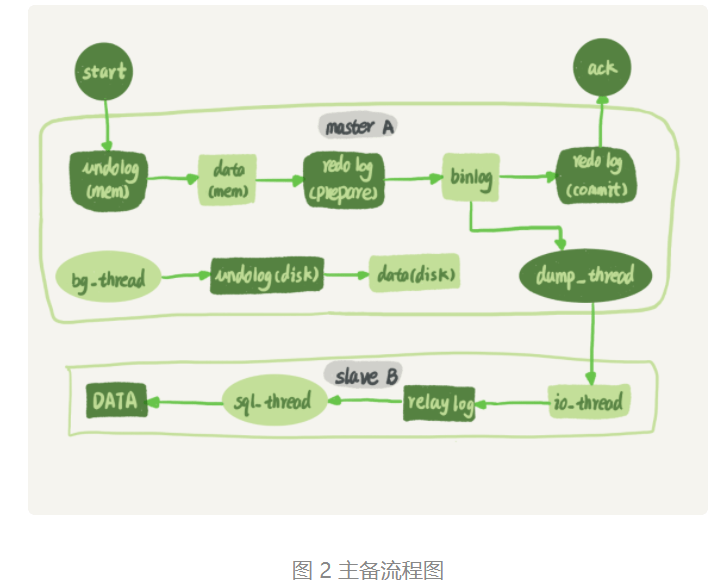 start
ack
master A
undolog
(mem)
data
(mem)
redo log
(prepare)
binlog
redo log
(commit)
bg_thread
undolog(disk)
data(disk)
dump_thread
slave B
DATA
sql_thread
relay log
io_thread
图 2 主备流程图